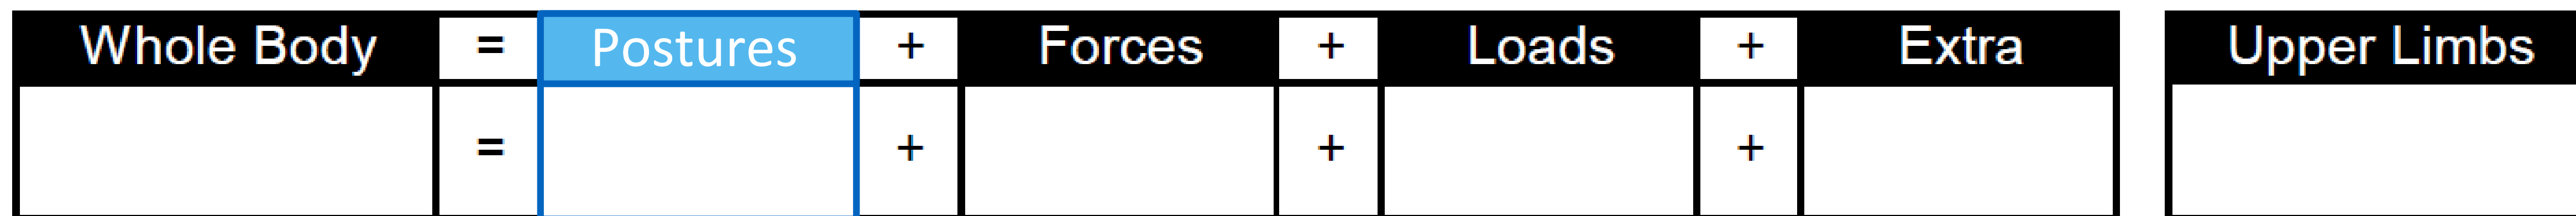 Whole Body = Postures + Forces + Loads + Extra Upper Limbs
= + + +